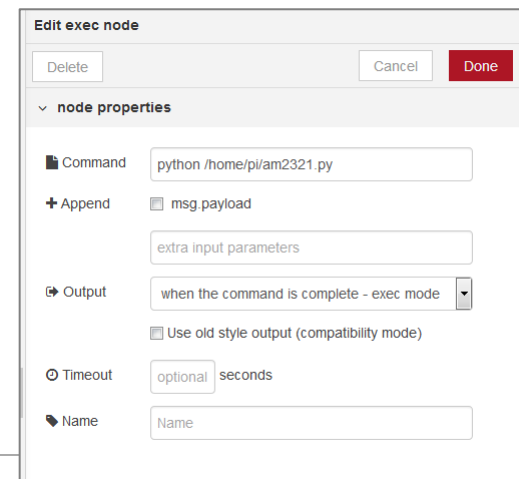 Edit exec node
Delete Cancel Done
node properties
Command python /home/pi/am2321.py
Append msg.payload
extra input parameters
Output when the command is complete - exec mode
Use old style output (compatibility mode)
Timeout optional seconds
Name Name